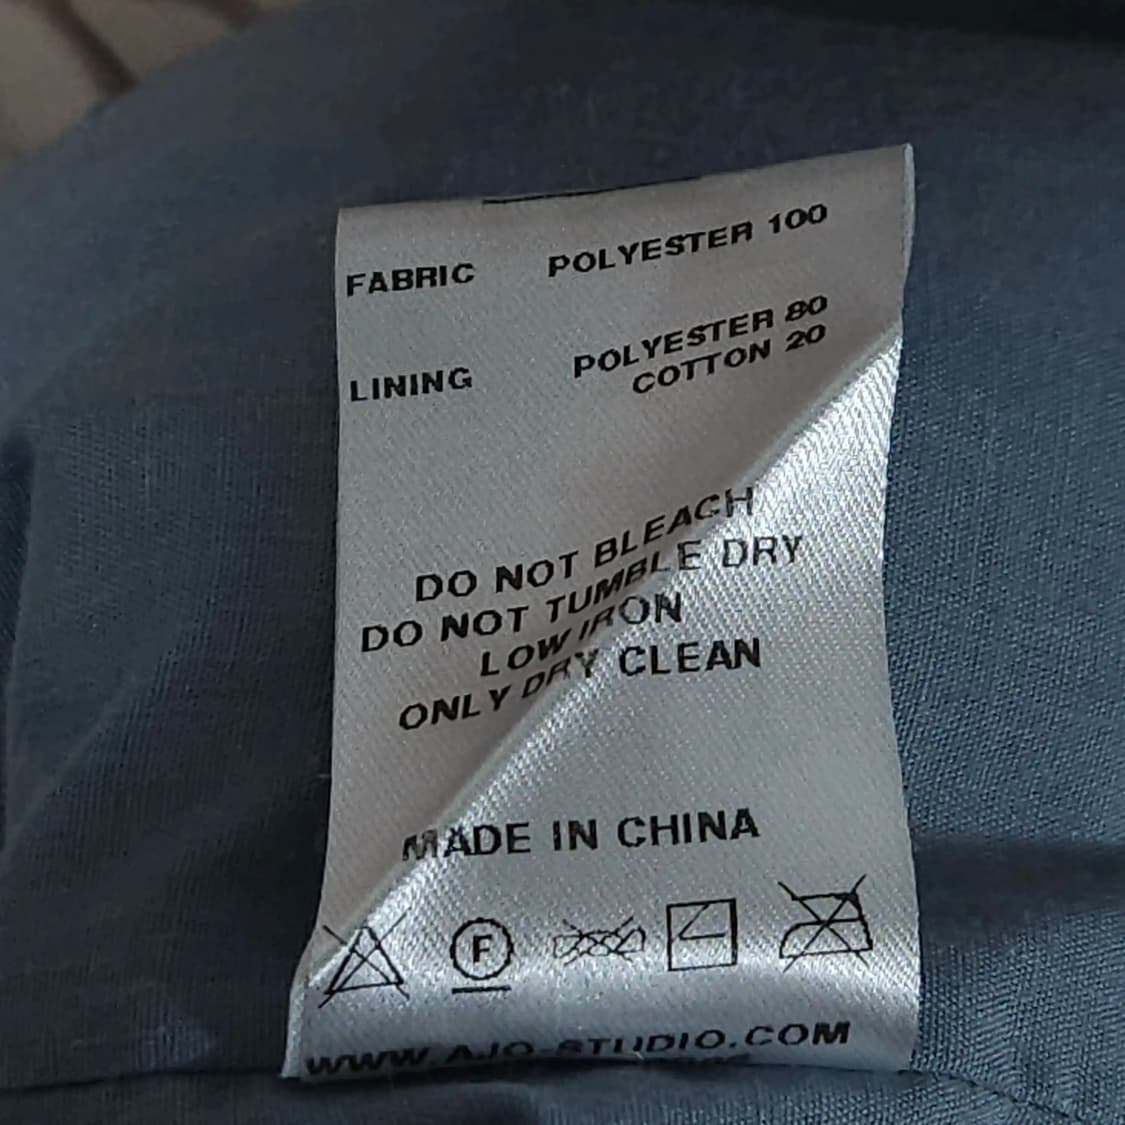 FABRIC POLYESTER 100
LINING POLYESTER 80
COTTON 20
DO NOT BLEACH
DO NOT TUMBLE DRY
LOW IRON
ONLY DRY CLEAN
MADE IN CHINA
F
WWW.AJO-STUDIO.COM